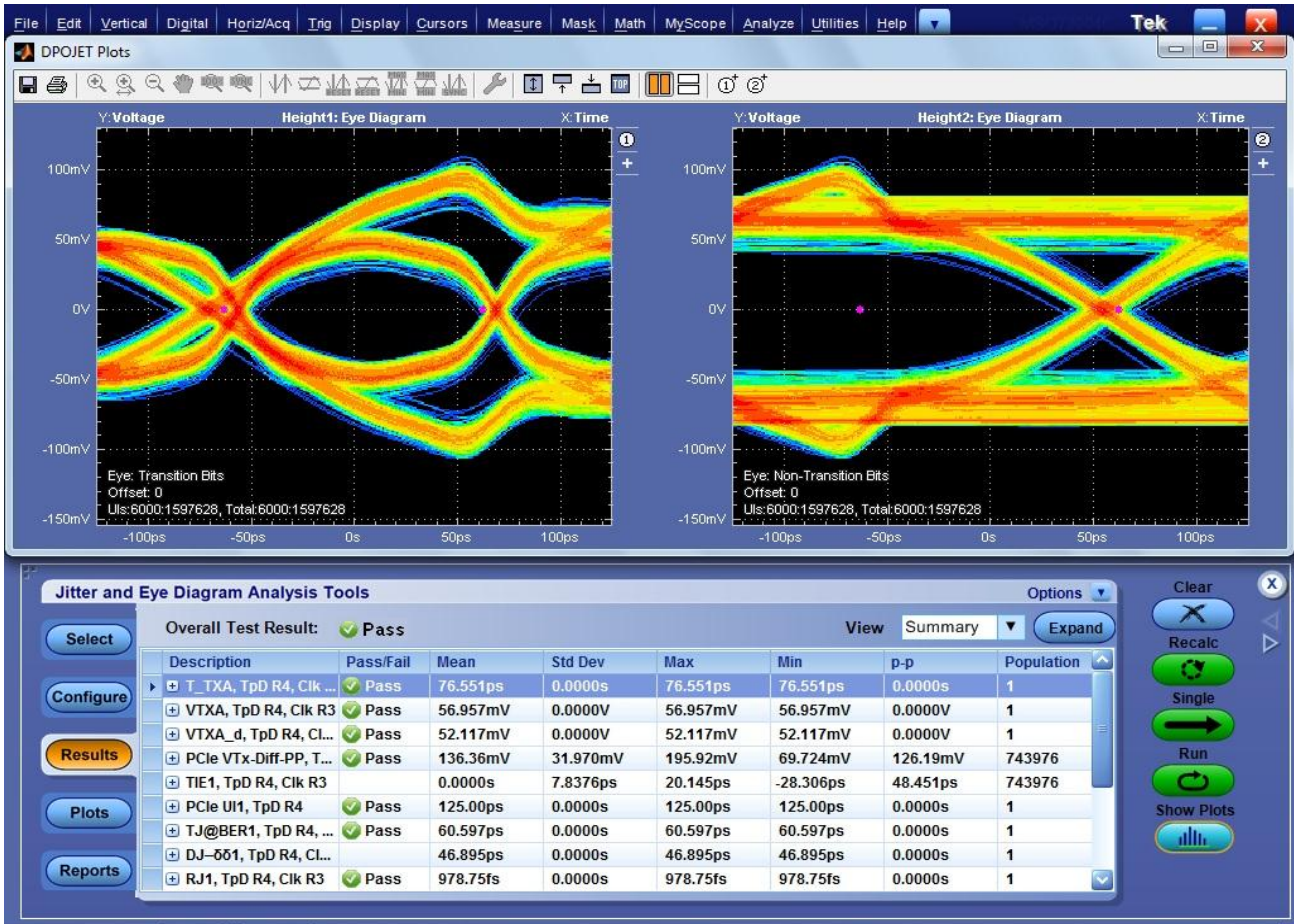 File Edit Vertical Digital Horiz/Acq Trig Display Cursors Measure Mask Math MyScope Analyze Utilities Help Tek X
DPOJET Plots
TOP 1+ 2+
Y:Voltage Height1: Eye Diagram X:Time
1
+
100mV
50mV
0V
-50mV
-100mV
-150mV
Eye: Transition Bits
Offset: 0
UIs:6000:1597628, Total:6000:1597628
-100ps -50ps 0s 50ps 100ps
Y:Voltage Height2: Eye Diagram X:Time
2
+
100mV
50mV
0V
-50mV
-100mV
-150mV
Eye: Non-Transition Bits
Offset: 0
UIs:6000:1597628, Total:6000:1597628
-100ps -50ps 0s 50ps 100ps
Jitter and Eye Diagram Analysis Tools Options
Select
Configure
Results
Plots
Reports
Overall Test Result: Pass View Summary Expand
Description Pass/Fail Mean Std Dev Max Min p-p Population
T_TXA, TpD R4, Clk ... Pass 76.551ps 0.0000s 76.551ps 76.551ps 0.0000s 1
VTXA, TpD R4, Clk R3 Pass 56.957mV 0.0000V 56.957mV 56.957mV 0.0000V 1
VTXA_d, TpD R4, Cl... Pass 52.117mV 0.0000V 52.117mV 52.117mV 0.0000V 1
PCIe VTx-Diff-PP, T... Pass 136.36mV 31.970mV 195.92mV 69.724mV 126.19mV 743976
TIE1, TpD R4, Clk R3 0.0000s 7.8376ps 20.145ps -28.306ps 48.451ps 743976
PCIe UI1, TpD R4 Pass 125.00ps 0.0000s 125.00ps 125.00ps 0.0000s 1
TJ@BER1, TpD R4, ... Pass 60.597ps 0.0000s 60.597ps 60.597ps 0.0000s 1
DJ–δδ1, TpD R4, Cl... 46.895ps 0.0000s 46.895ps 46.895ps 0.0000s 1
RJ1, TpD R4, Clk R3 Pass 978.75fs 0.0000s 978.75fs 978.75fs 0.0000s 1
Clear
Recalc
Single
Run
Show Plots
X